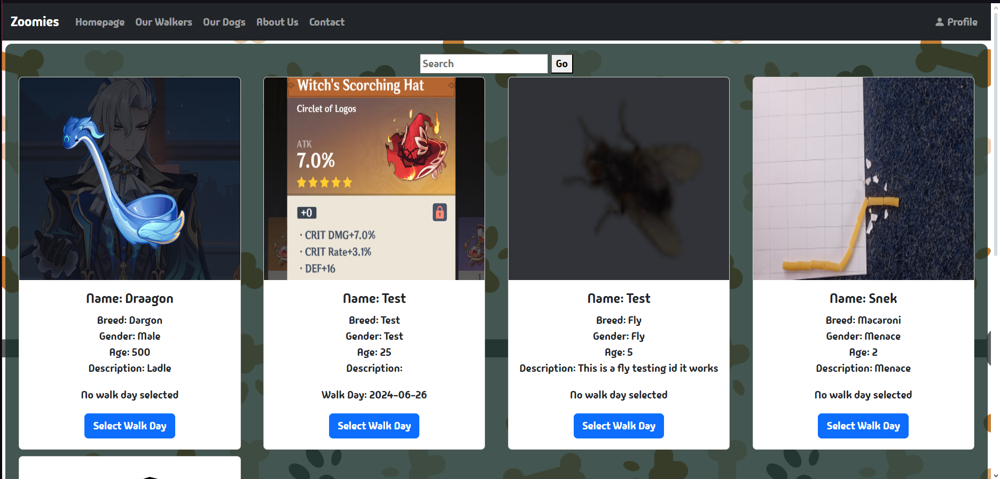 Zoomies Homepage Our Walkers Our Dogs About Us Contact Profile
Search Go
Name: Draagon
Breed: Dargon
Gender: Male
Age: 500
Description: Ladle
No walk day selected
Select Walk Day
Witch's Scorching Hat
Circlet of Logos
ATK
7.0%
+0
· CRIT DMG+7.0%
· CRIT Rate+3.1%
· DEF+16
Name: Test
Breed: Test
Gender: Test
Age: 25
Description:
Walk Day: 2024-06-26
Select Walk Day
Name: Test
Breed: Fly
Gender: Fly
Age: 5
Description: This is a fly testing id it works
No walk day selected
Select Walk Day
Name: Snek
Breed: Macaroni
Gender: Menace
Age: 2
Description: Menace
No walk day selected
Select Walk Day